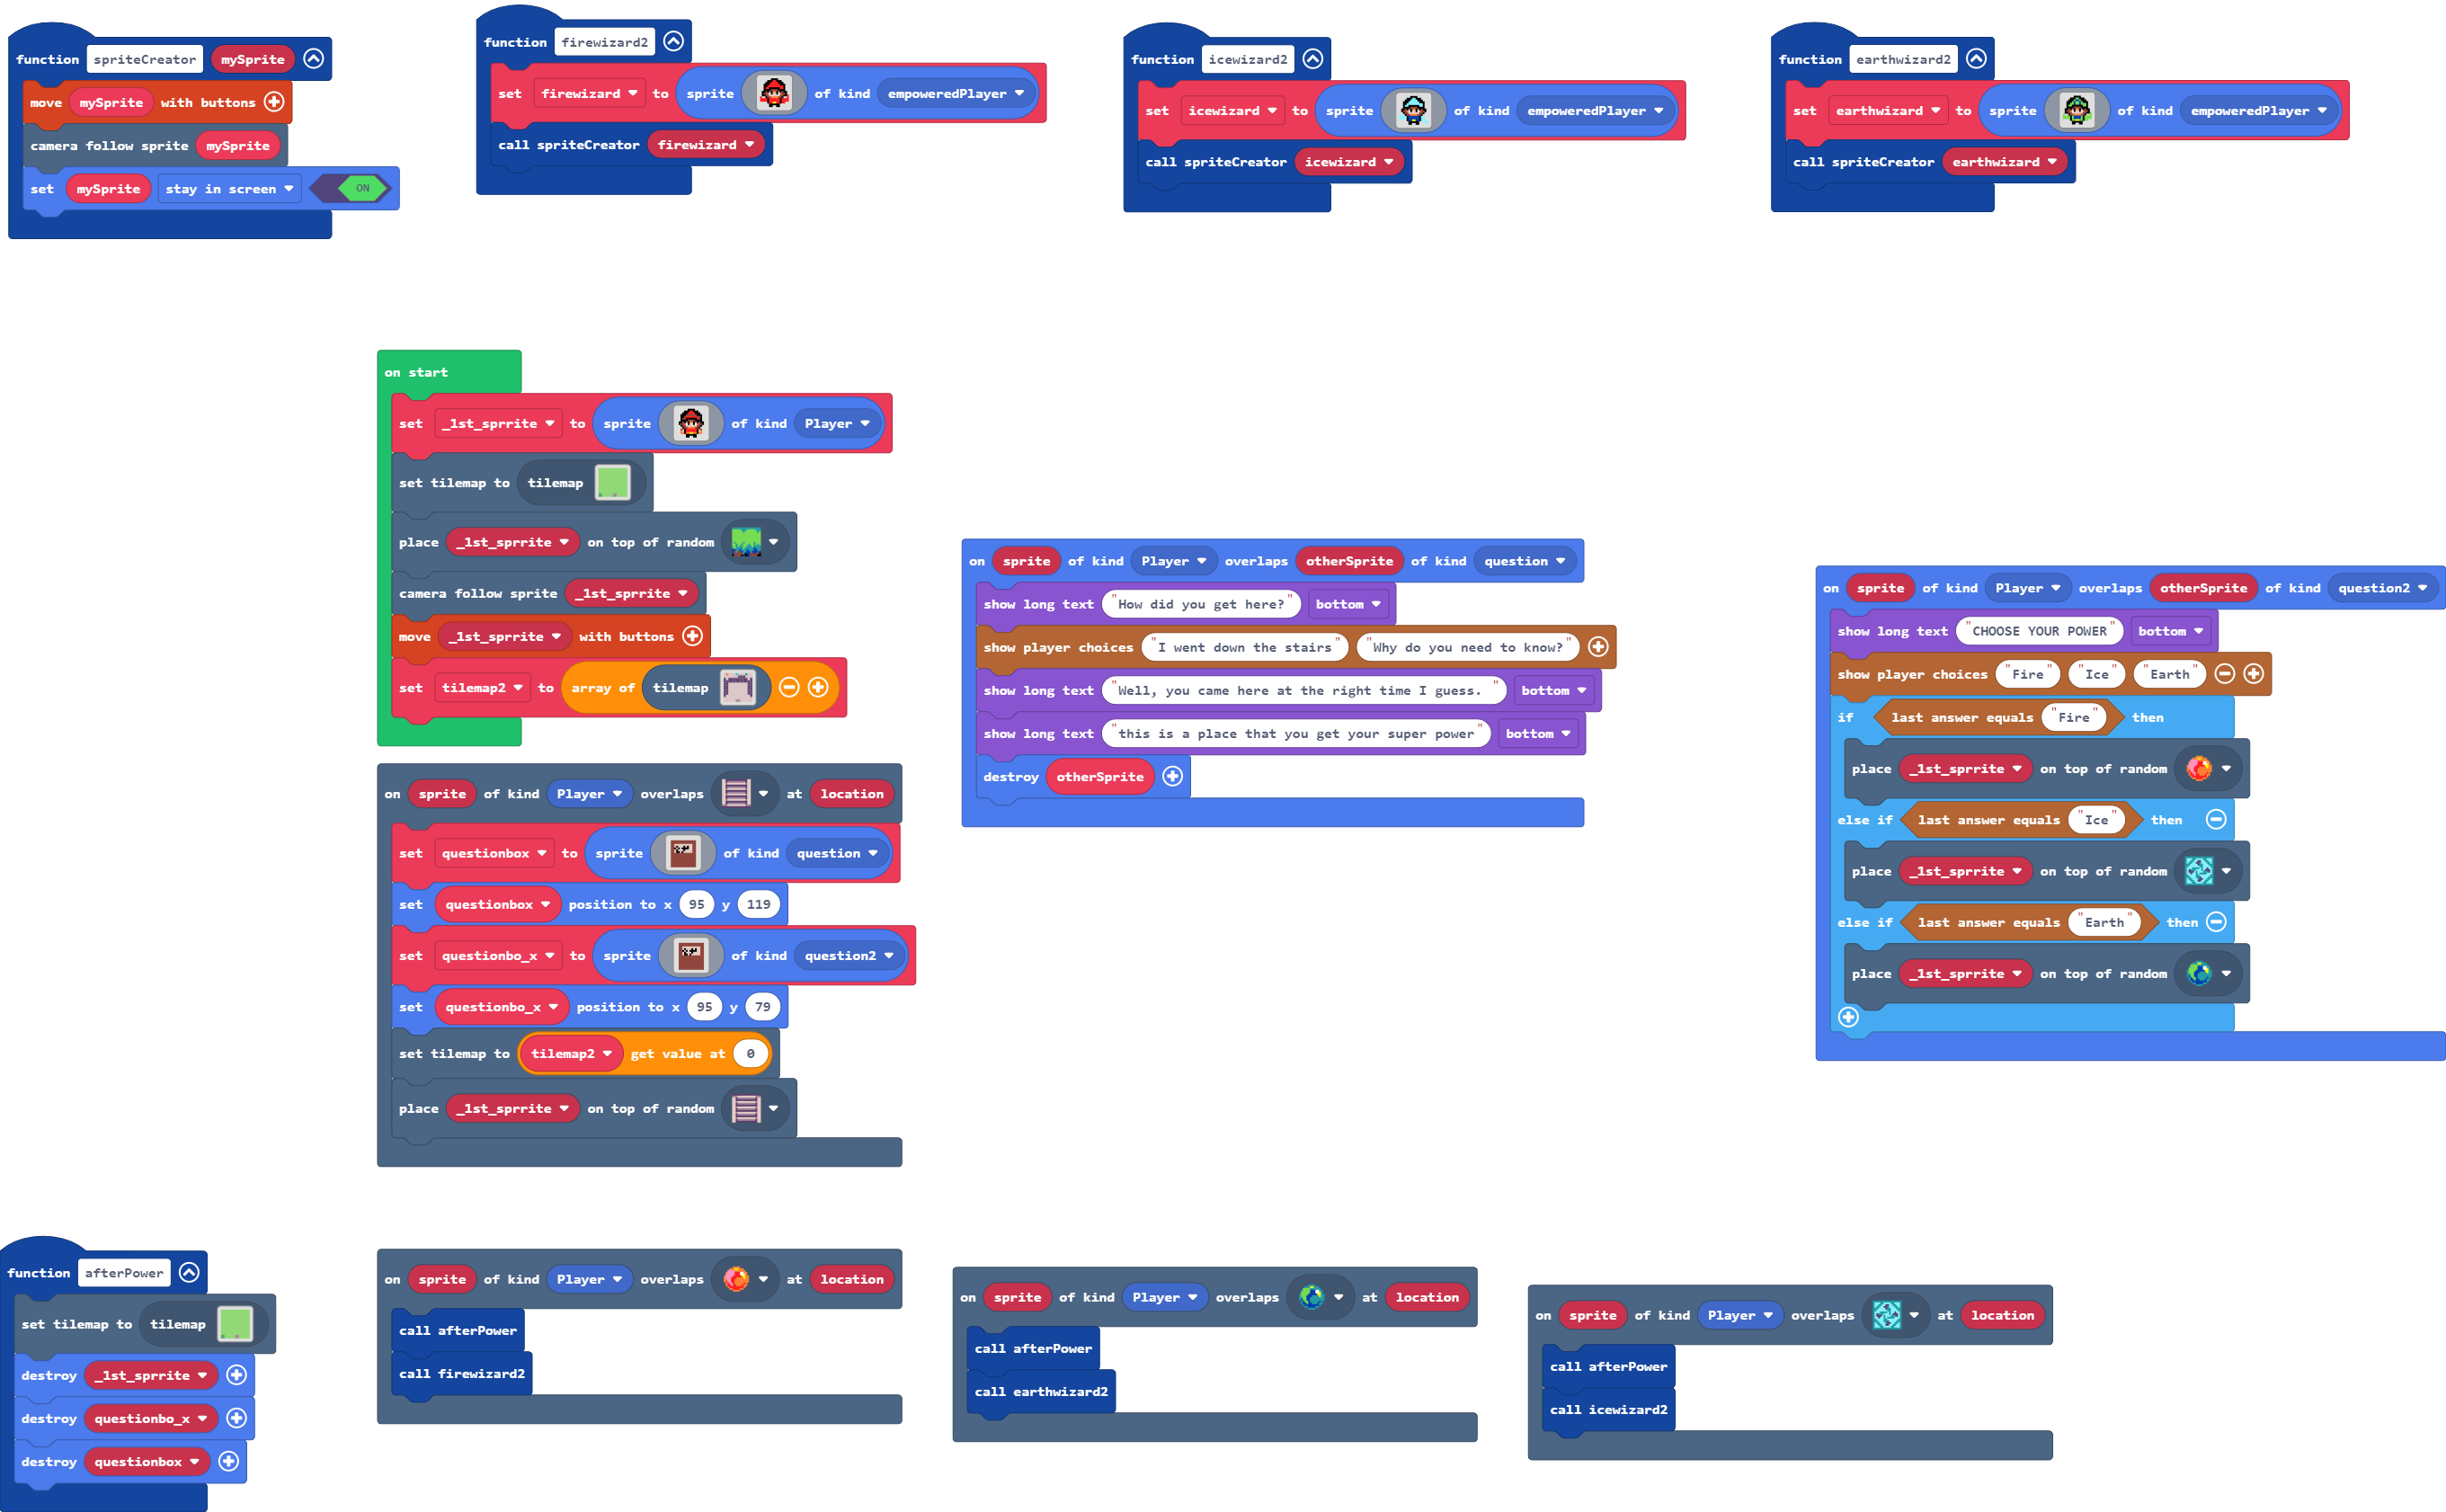 function spriteCreator mySprite
move mySprite with buttons
camera follow sprite mySprite
set mySprite stay in screen ON
function firewizard2
set firewizard to sprite of kind empoweredPlayer
call spriteCreator firewizard
function icewizard2
set icewizard to sprite of kind empoweredPlayer
call spriteCreator icewizard
function earthwizard2
set earthwizard to sprite of kind empoweredPlayer
call spriteCreator earthwizard
on start
set _1st_sprrite to sprite of kind Player
set tilemap to tilemap
place _1st_sprrite on top of random
camera follow sprite _1st_sprrite
move _1st_sprrite with buttons
set tilemap2 to array of tilemap
on sprite of kind Player overlaps at location
set questionbox to sprite of kind question
set questionbox position to x 95 y 119
set questionbo_x to sprite of kind question2
set questionbo_x position to x 95 y 79
set tilemap to tilemap2 get value at 0
place _1st_sprrite on top of random
on sprite of kind Player overlaps otherSprite of kind question
show long text "How did you get here?" bottom
show player choices "I went down the stairs" "Why do you need to know?"
show long text "Well, you came here at the right time I guess. " bottom
show long text "this is a place that you get your super power" bottom
destroy otherSprite
on sprite of kind Player overlaps otherSprite of kind question2
show long text "CHOOSE YOUR POWER" bottom
show player choices "Fire" "Ice" "Earth"
if last answer equals "Fire" then
place _1st_sprrite on top of random
else if last answer equals "Ice" then
place _1st_sprrite on top of random
else if last answer equals "Earth" then
place _1st_sprrite on top of random
function afterPower
set tilemap to tilemap
destroy _1st_sprrite
destroy questionbo_x
destroy questionbox
on sprite of kind Player overlaps at location
call afterPower
call firewizard2
on sprite of kind Player overlaps at location
call afterPower
call earthwizard2
on sprite of kind Player overlaps at location
call afterPower
call icewizard2